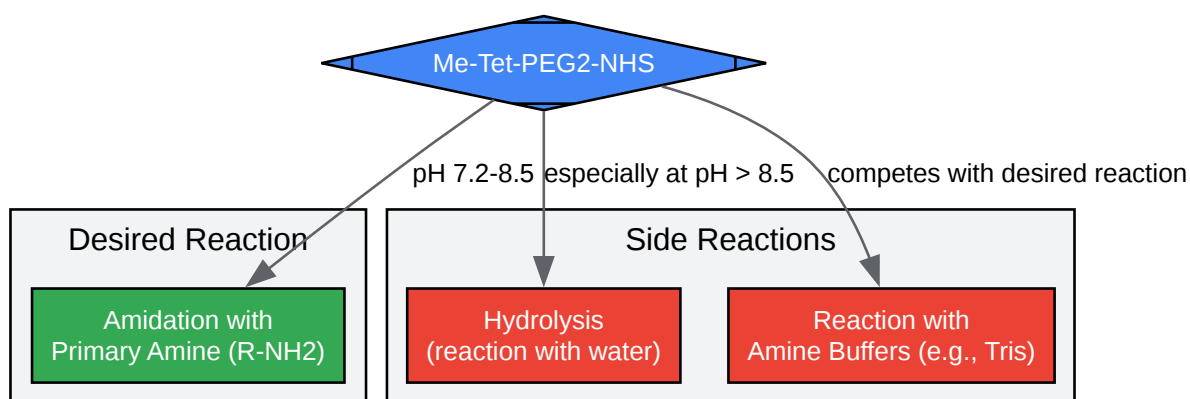 Me-Tet-PEG2-NHS
pH 7.2-8.5
especially at pH > 8.5
competes with desired reaction
Desired Reaction
Side Reactions
Amidation with
Primary Amine (R-NH2)
Hydrolysis
(reaction with water)
Reaction with
Amine Buffers (e.g., Tris)